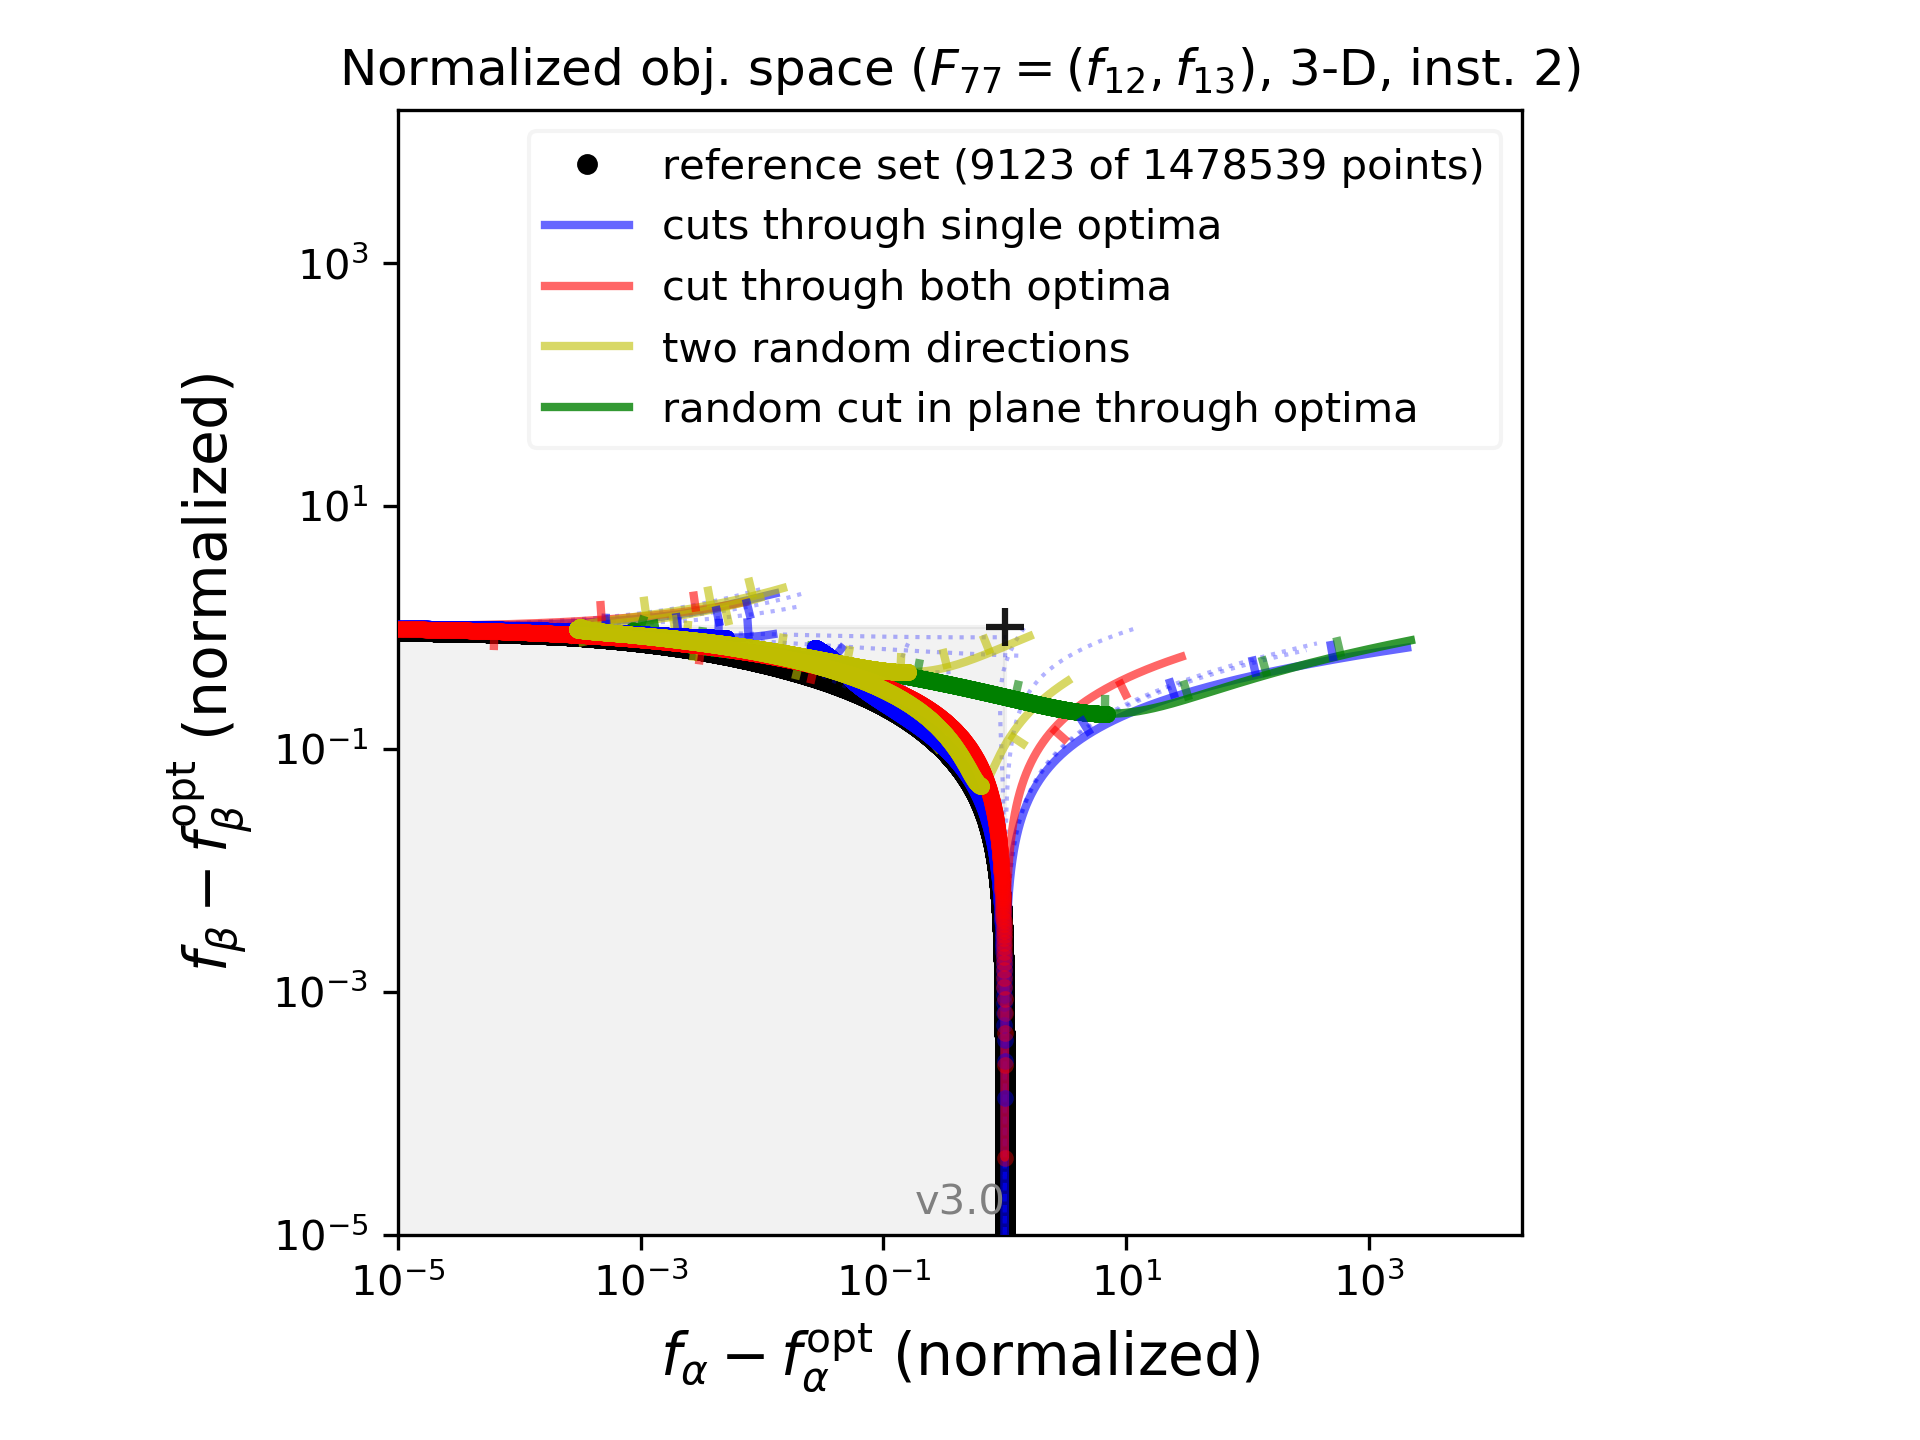 Normalized obj. space (F₇₇ = (f₁₂, f₁₃), 3-D, inst. 2)
reference set (9123 of 1478539 points)
cuts through single optima
cut through both optima
two random directions
random cut in plane through optima
10³
10¹
10⁻¹
10⁻³
10⁻⁵
f_β − f_β^opt (normalized)
v3.0
10⁻⁵ 10⁻³ 10⁻¹ 10¹ 10³
f_α − f_α^opt (normalized)